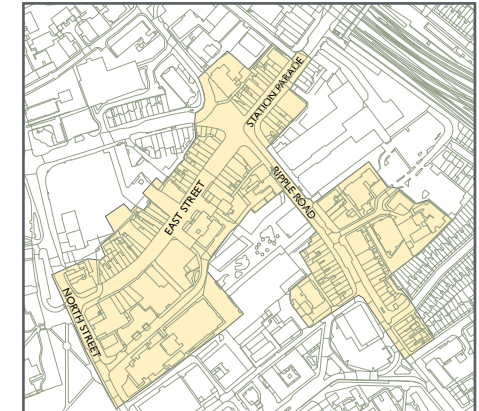 STATION PARADE
RIPPLE ROAD
EAST STREET
NORTH STREET